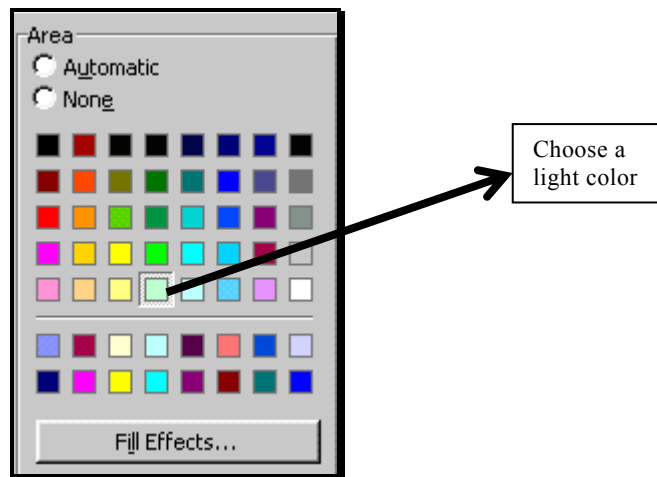 Area
Automatic
None
Choose a
light color
Fill Effects...